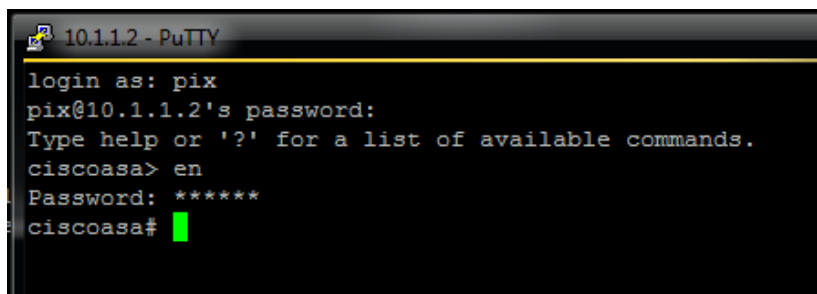 10.1.1.2 - PuTTY
login as: pix
pix@10.1.1.2's password:
Type help or '?' for a list of available commands.
ciscoasa> en
Password: ******
ciscoasa#